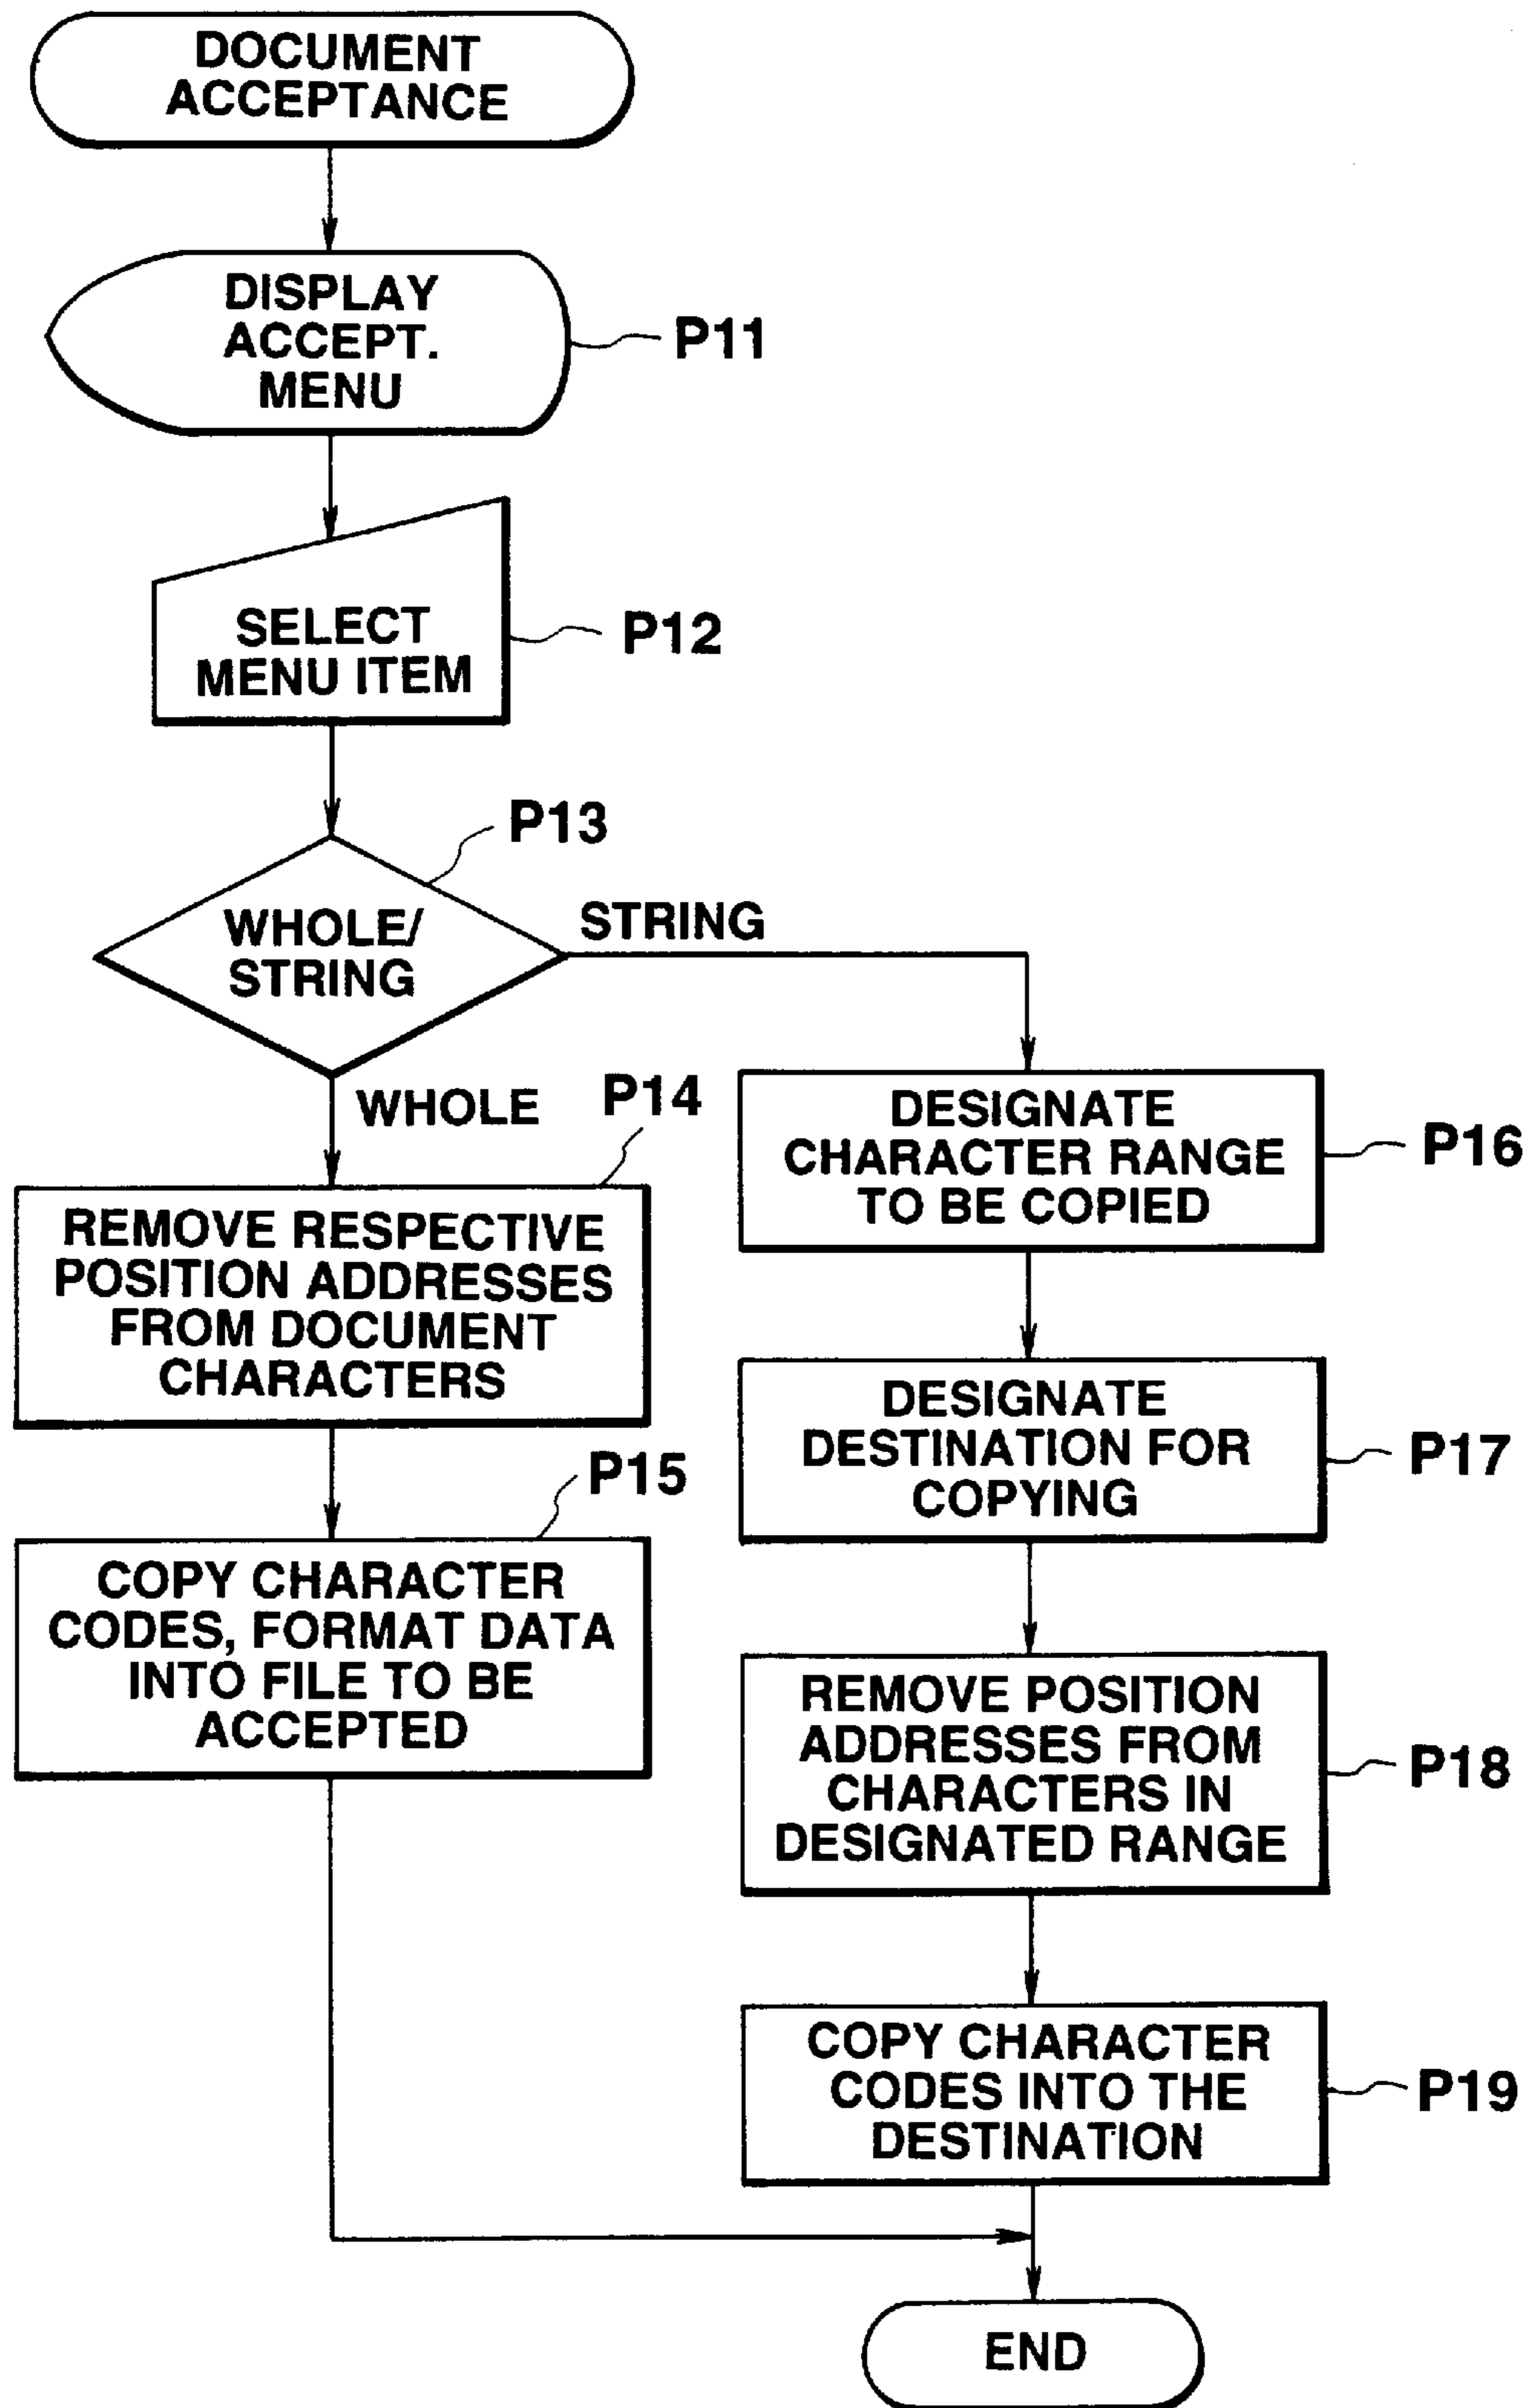 DOCUMENT
ACCEPTANCE
DISPLAY
ACCEPT.
MENU
P11
SELECT
MENU ITEM
P12
P13
WHOLE/
STRING
STRING
WHOLE
P14
REMOVE RESPECTIVE
POSITION ADDRESSES
FROM DOCUMENT
CHARACTERS
P15
COPY CHARACTER
CODES, FORMAT DATA
INTO FILE TO BE
ACCEPTED
DESIGNATE
CHARACTER RANGE
TO BE COPIED
P16
DESIGNATE
DESTINATION FOR
COPYING
P17
REMOVE POSITION
ADDRESSES FROM
CHARACTERS IN
DESIGNATED RANGE
P18
COPY CHARACTER
CODES INTO THE
DESTINATION
P19
END